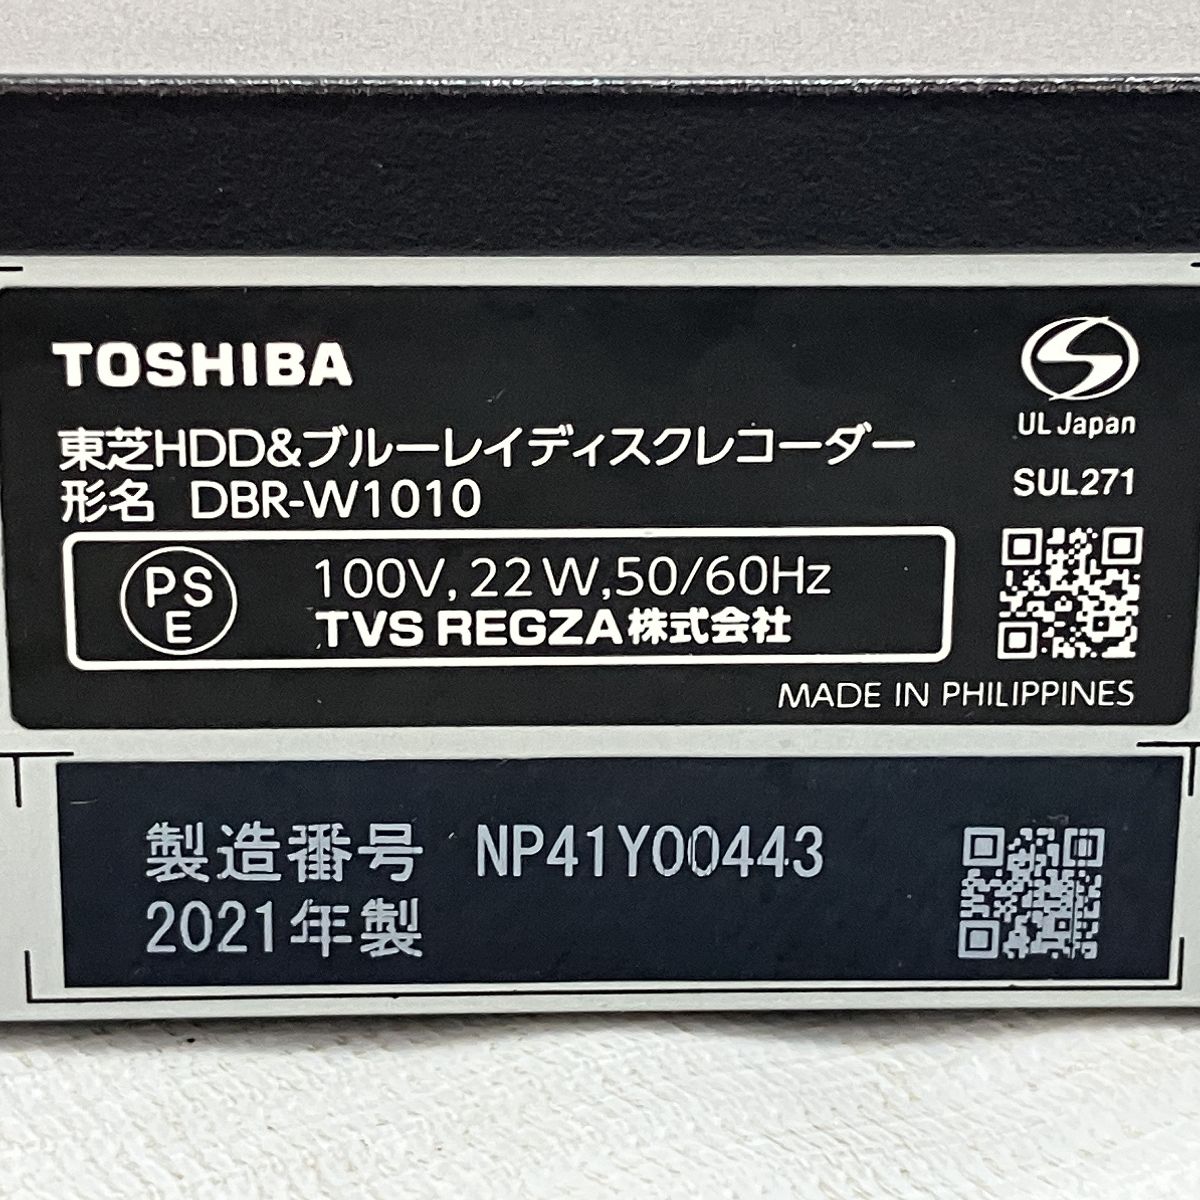 TOSHIBA
東芝HDD&ブルーレイディスクレコーダー
形名 DBR-W1010
UL Japan
SUL271
PS
E
100V,22W,50/60Hz
TVS REGZA株式会社
MADE IN PHILIPPINES
製造番号 NP41Y00443
2021年製